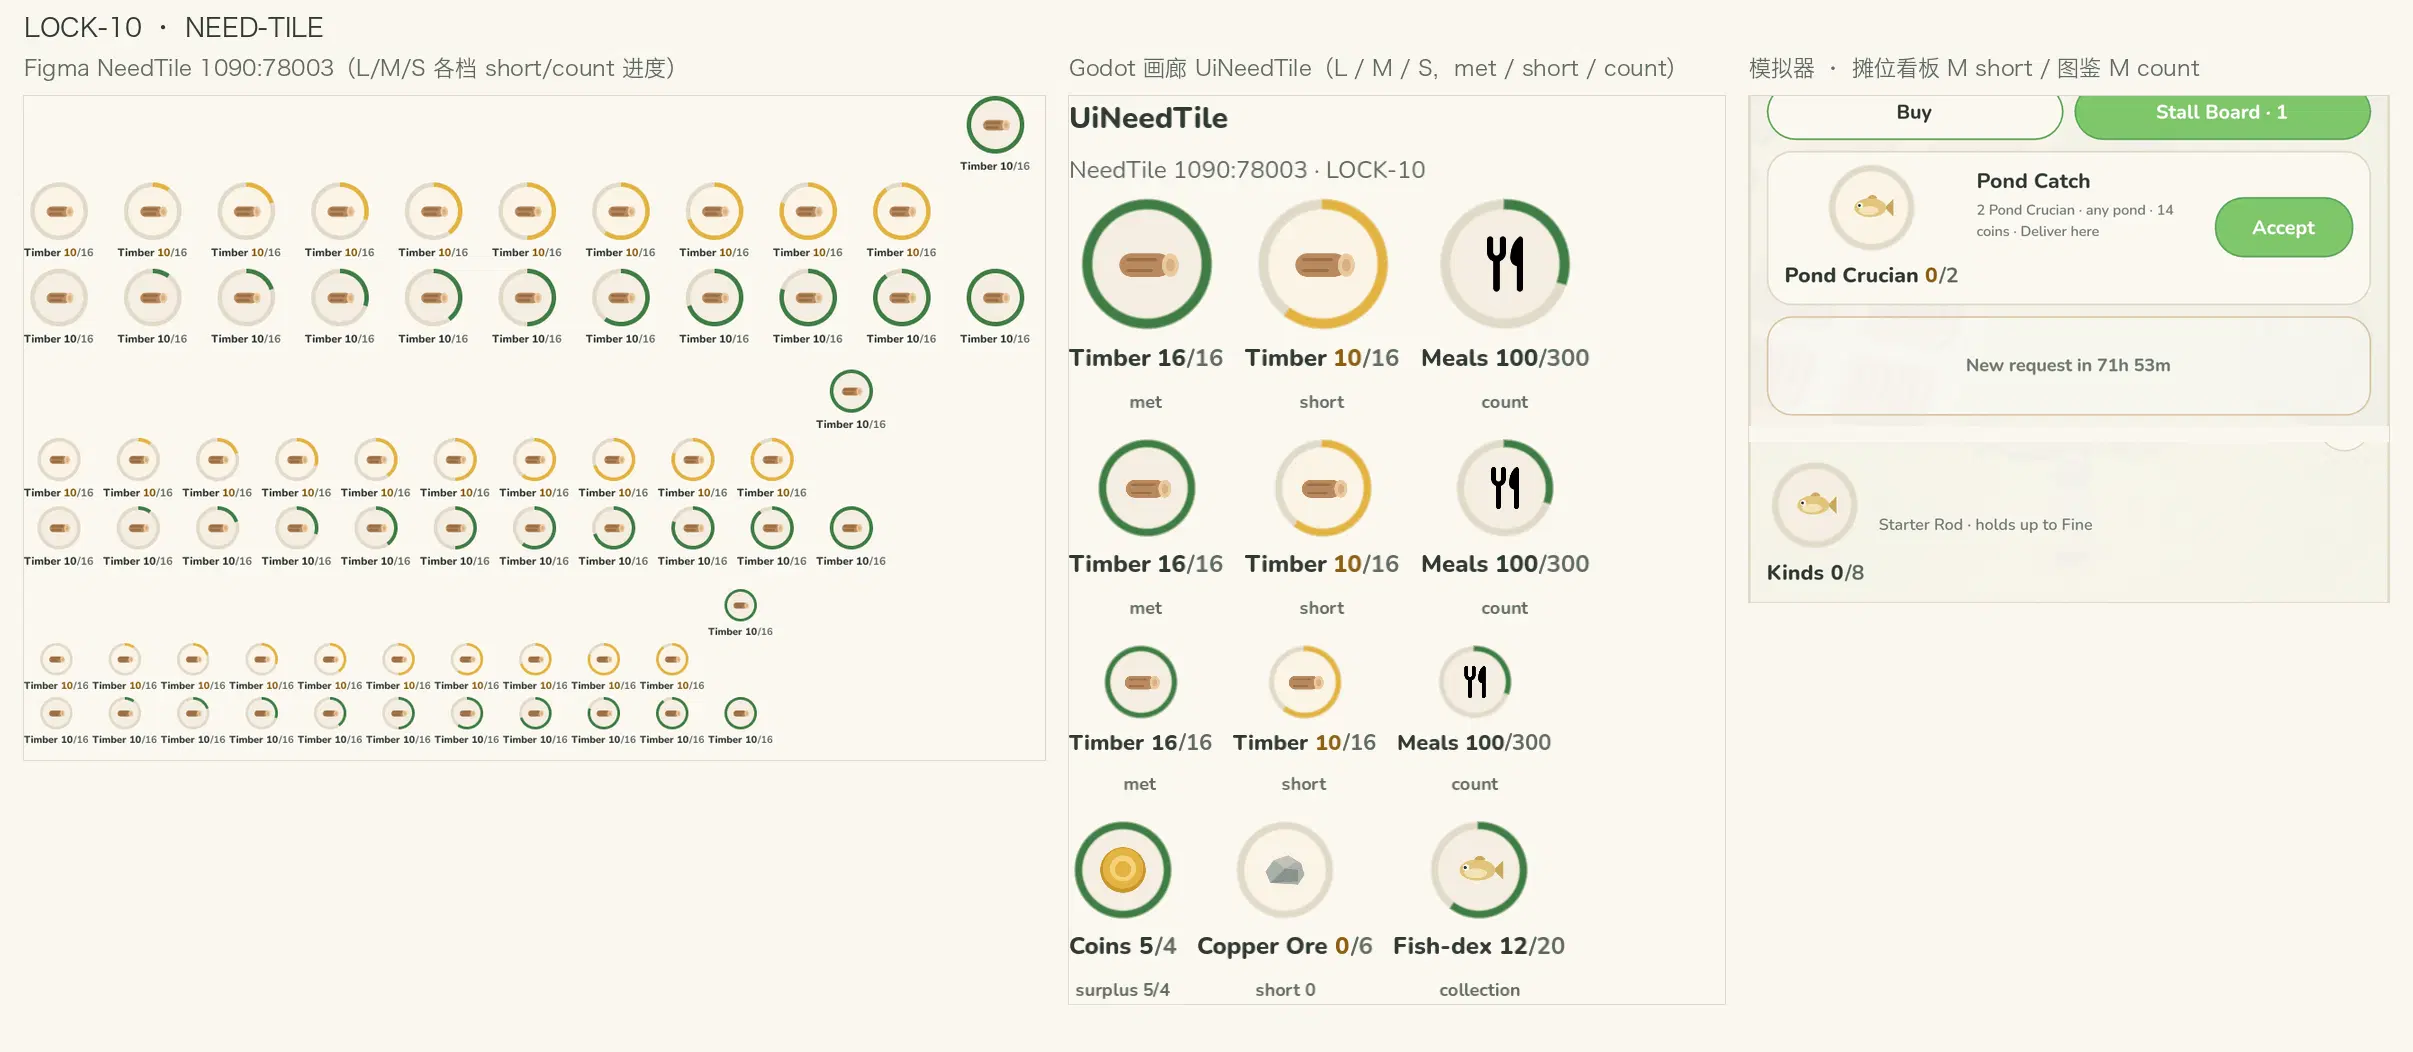 LOCK-10 · NEED-TILE
Figma NeedTile 1090:78003（L/M/S 各档 short/count 进度）
Timber 10/16
Timber 10/16 Timber 10/16 Timber 10/16 Timber 10/16 Timber 10/16 Timber 10/16 Timber 10/16 Timber 10/16 Timber 10/16 Timber 10/16
Timber 10/16 Timber 10/16 Timber 10/16 Timber 10/16 Timber 10/16 Timber 10/16 Timber 10/16 Timber 10/16 Timber 10/16 Timber 10/16 Timber 10/16
Timber 10/16
Timber 10/16 Timber 10/16 Timber 10/16 Timber 10/16 Timber 10/16 Timber 10/16 Timber 10/16 Timber 10/16 Timber 10/16 Timber 10/16
Timber 10/16 Timber 10/16 Timber 10/16 Timber 10/16 Timber 10/16 Timber 10/16 Timber 10/16 Timber 10/16 Timber 10/16 Timber 10/16 Timber 10/16
Timber 10/16
Timber 10/16 Timber 10/16 Timber 10/16 Timber 10/16 Timber 10/16 Timber 10/16 Timber 10/16 Timber 10/16 Timber 10/16 Timber 10/16
Timber 10/16 Timber 10/16 Timber 10/16 Timber 10/16 Timber 10/16 Timber 10/16 Timber 10/16 Timber 10/16 Timber 10/16 Timber 10/16 Timber 10/16
Godot 画廊 UiNeedTile（L / M / S，met / short / count）
UiNeedTile
NeedTile 1090:78003 · LOCK-10
Timber 16/16 Timber 10/16 Meals 100/300
met short count
Timber 16/16 Timber 10/16 Meals 100/300
met short count
Timber 16/16 Timber 10/16 Meals 100/300
met short count
Coins 5/4 Copper Ore 0/6 Fish-dex 12/20
surplus 5/4 short 0 collection
模拟器 · 摊位看板 M short / 图鉴 M count
Buy
Stall Board · 1
Pond Catch
2 Pond Crucian · any pond · 14
coins · Deliver here
Accept
Pond Crucian 0/2
New request in 71h 53m
Starter Rod · holds up to Fine
Kinds 0/8